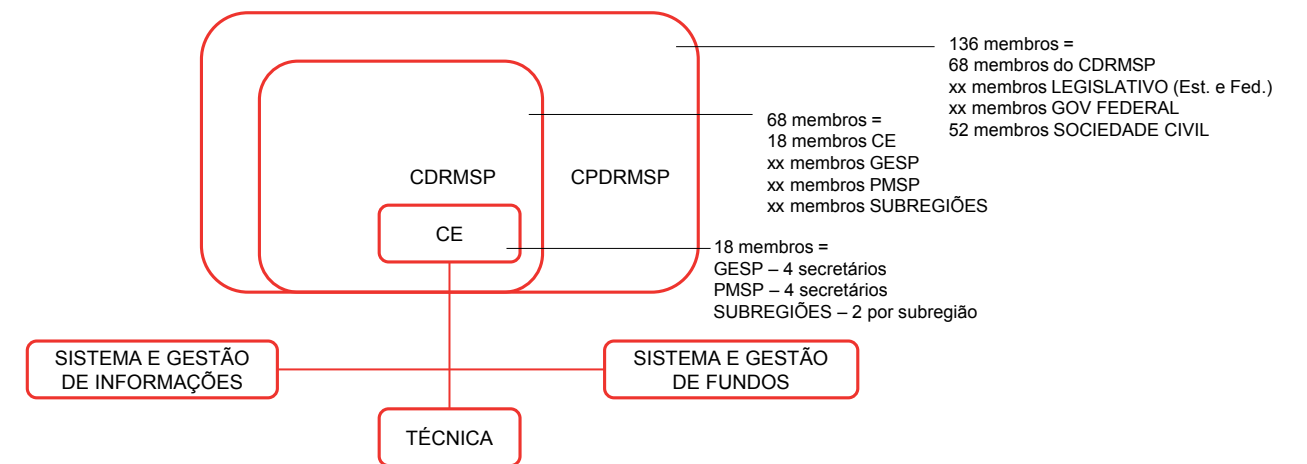 136 membros =
68 membros do CDRMSP
xx membros LEGISLATIVO (Est. e Fed.)
xx membros GOV FEDERAL
52 membros SOCIEDADE CIVIL
68 membros =
18 membros CE
xx membros GESP
xx membros PMSP
xx membros SUBREGIÕES
CDRMSP
CPDRMSP
CE
18 membros =
GESP – 4 secretários
PMSP – 4 secretários
SUBREGIÕES – 2 por subregião
SISTEMA E GESTÃO
DE INFORMAÇÕES
SISTEMA E GESTÃO
DE FUNDOS
TÉCNICA